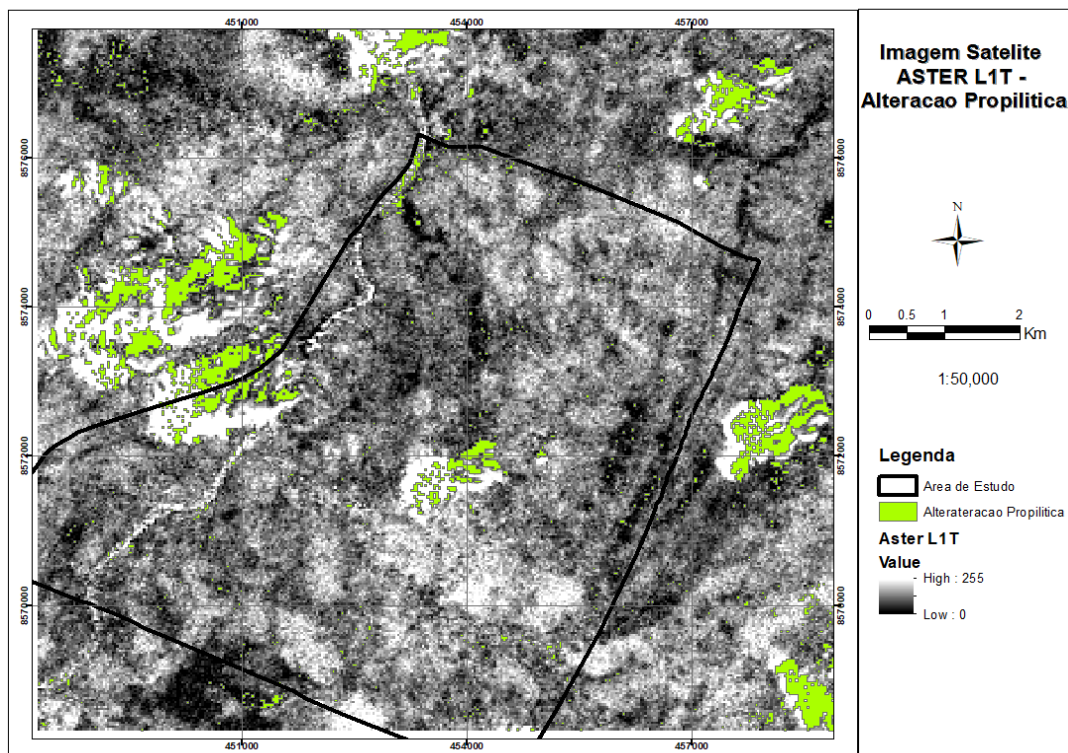 451000 454000 457000
Imagem Satelite
ASTER L1T -
Alteracao Propilitica
8576000 8576000
N
8574000 8574000
0 0.5 1 2
Km
1:50,000
8572000 8572000
Legenda
Area de Estudo
Alterateracao Propilitica
Aster L1T
Value
High : 255
Low : 0
8570000 8570000
451000 454000 457000